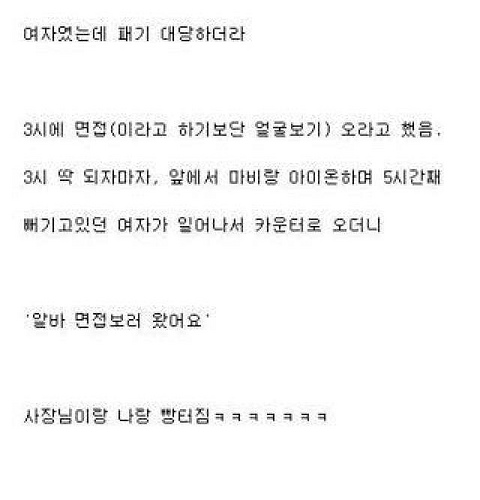 여자였는데 패기 대당하더라
3시에 면접(이라고 하기보단 얼굴보기) 오라고 했음.
3시 딱 되자마자, 앞에서 마비랑 아이온하며 5시간째
뻐기고있던 여자가 일어나서 카운터로 오더니
'알바 면접보러 왔어요'
사장님이랑 나랑 빵터짐ㅋㅋㅋㅋㅋㅋㅋ